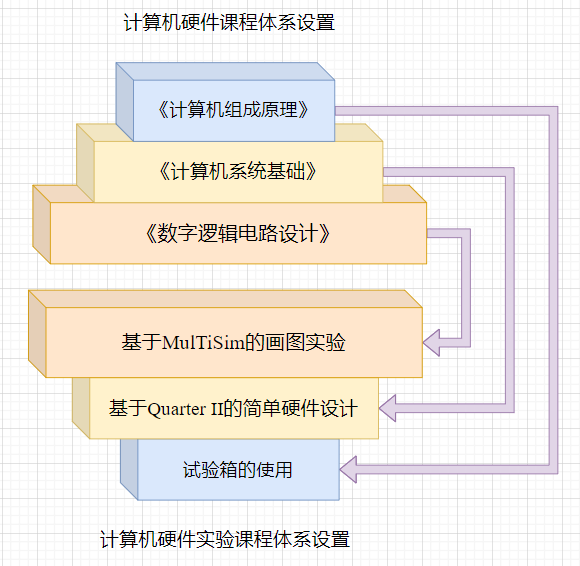 计算机硬件课程体系设置
《计算机组成原理》
《计算机系统基础》
《数字逻辑电路设计》
基于MulTiSim的画图实验
基于Quarter II的简单硬件设计
试验箱的使用
计算机硬件实验课程体系设置